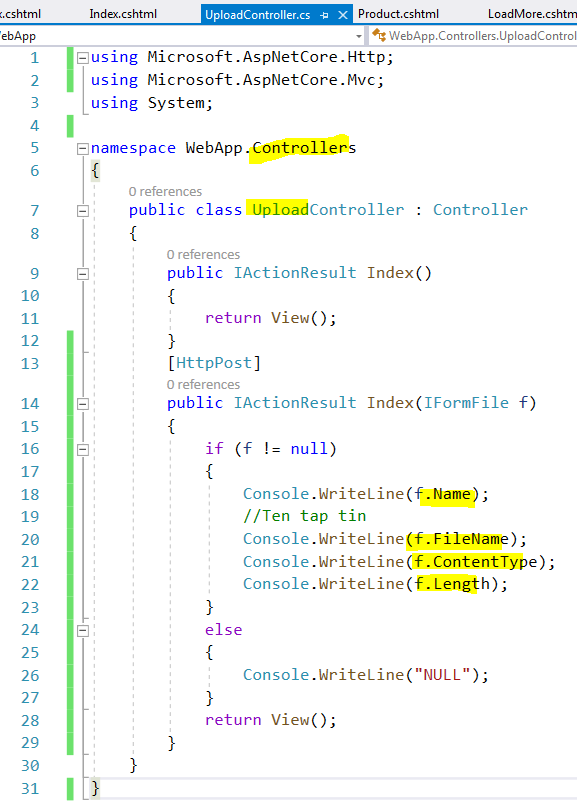 x.cshtml Index.cshtml UploadController.cs Product.cshtml LoadMore.cshtm
ebApp WebApp.Controllers.UploadControl
1 using Microsoft.AspNetCore.Http;
2 using Microsoft.AspNetCore.Mvc;
3 using System;
4
5 namespace WebApp.Controllers
6 {
0 references
7 public class UploadController : Controller
8 {
0 references
9 public IActionResult Index()
10 {
11 return View();
12 }
13 [HttpPost]
0 references
14 public IActionResult Index(IFormFile f)
15 {
16 if (f != null)
17 {
18 Console.WriteLine(f.Name);
19 //Ten tap tin
20 Console.WriteLine(f.FileName);
21 Console.WriteLine(f.ContentType);
22 Console.WriteLine(f.Length);
23 }
24 else
25 {
26 Console.WriteLine("NULL");
27 }
28 return View();
29 }
30 }
31 }